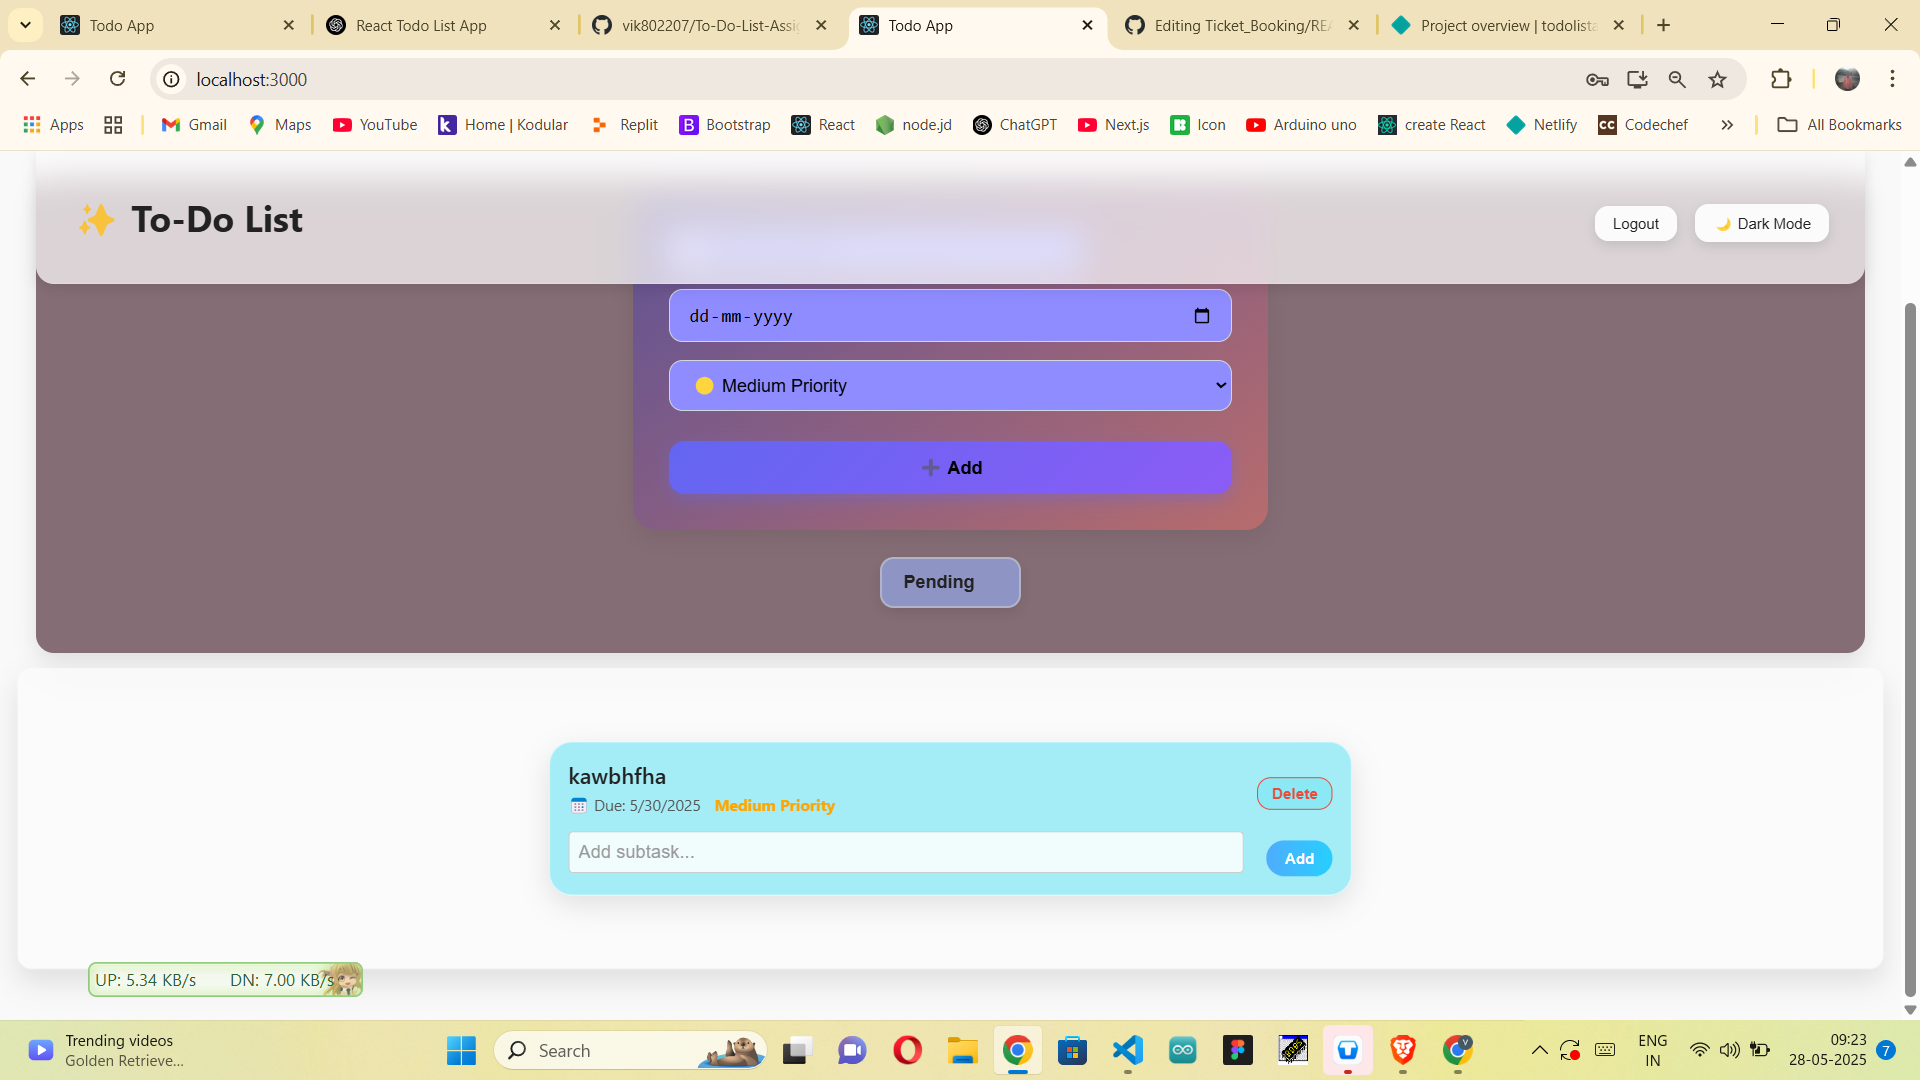 Todo App
React Todo List App
vik802207/To-Do-List-Assig
Todo App
Editing Ticket_Booking/REA
Project overview | todolista
localhost:3000
Apps
Gmail
Maps
YouTube
Home | Kodular
Replit
Bootstrap
React
node.jd
ChatGPT
Next.js
Icon
Arduino uno
create React
Netlify
Codechef
All Bookmarks
✨ To-Do List
Logout
🌙 Dark Mode
dd-mm-yyyy
Medium Priority
➕ Add
Pending
kawbhfha
Due: 5/30/2025 Medium Priority
Delete
Add subtask...
Add
UP: 5.34 KB/s DN: 7.00 KB/s
Trending videos
Golden Retrieve...
Search
ENG
IN
09:23
28-05-2025
7